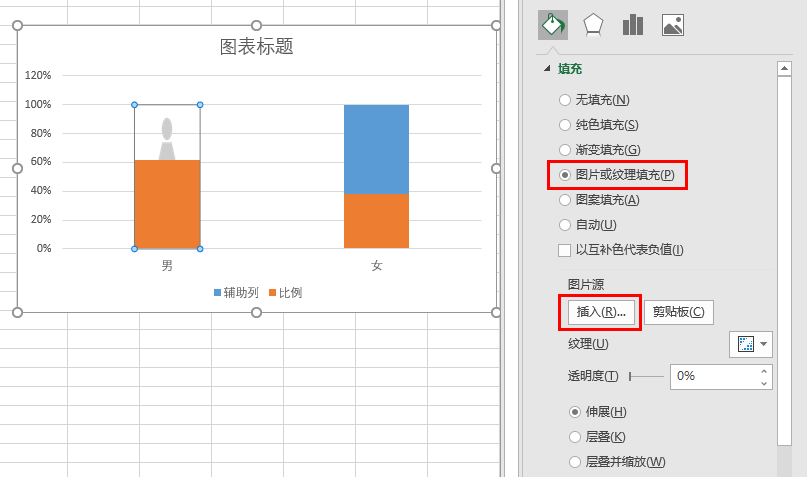 图表标题
120%
100%
80%
60%
40%
20%
0%
男
女
辅助列
比例
填充
无填充(N)
纯色填充(S)
渐变填充(G)
图片或纹理填充(P)
图案填充(A)
自动(U)
以互补色代表负值(I)
图片源
插入(R)...
剪贴板(C)
纹理(U)
透明度(T)
0%
伸展(H)
层叠(K)
层叠并缩放(W)